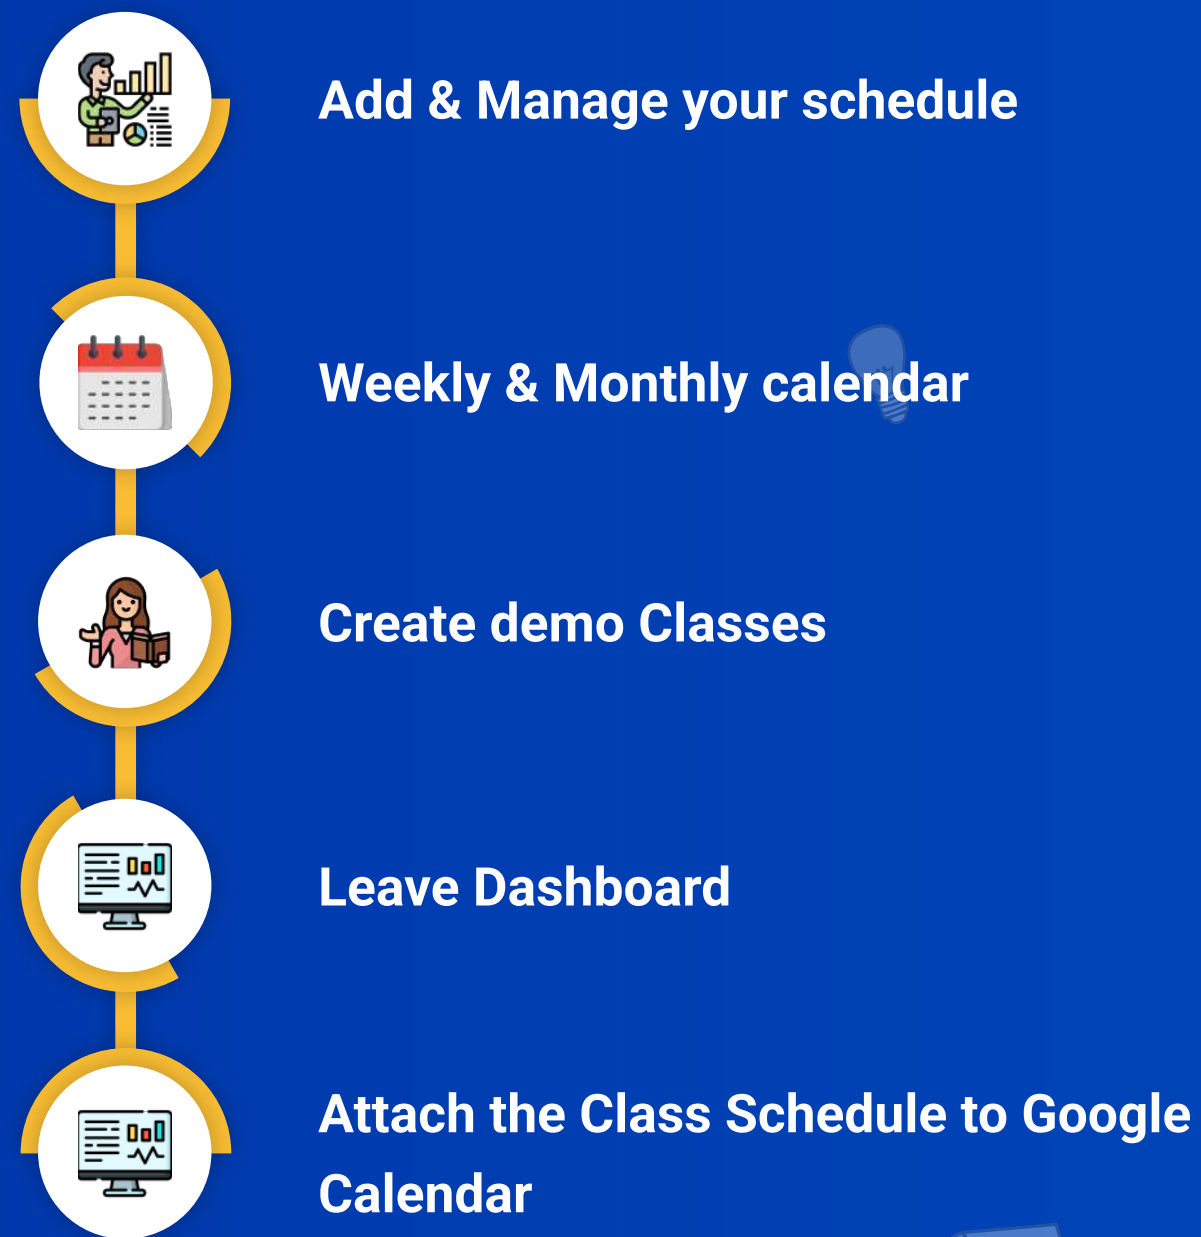 Add & Manage your schedule
Weekly & Monthly calendar
Create demo Classes
Leave Dashboard
Attach the Class Schedule to Google
Calendar